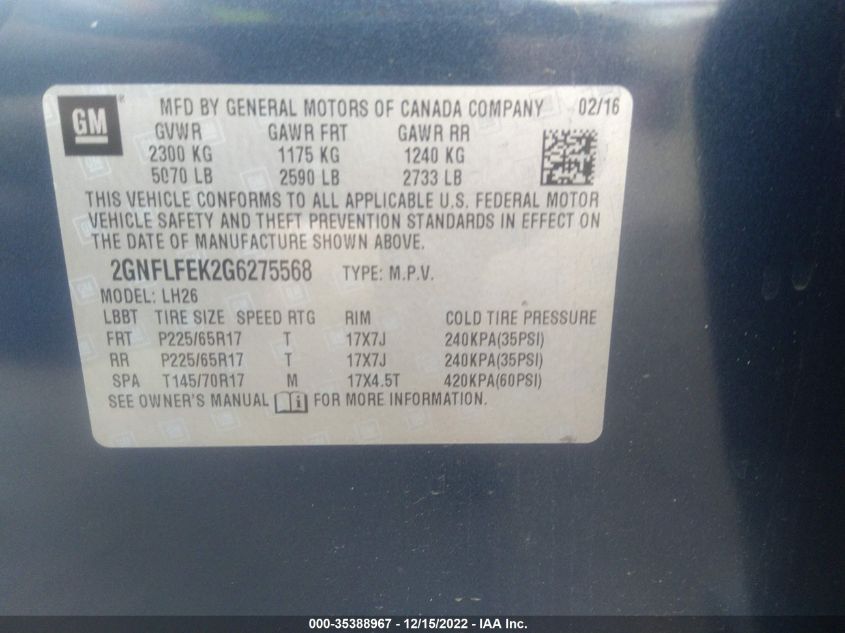 GM® MFD BY GENERAL MOTORS OF CANADA COMPANY 02/16
GVWR GAWR FRT GAWR RR
2300 KG 1175 KG 1240 KG
5070 LB 2590 LB 2733 LB
THIS VEHICLE CONFORMS TO ALL APPLICABLE U.S. FEDERAL MOTOR
VEHICLE SAFETY AND THEFT PREVENTION STANDARDS IN EFFECT ON
THE DATE OF MANUFACTURE SHOWN ABOVE.
2GNFLFEK2G6275568 TYPE: M.P.V.
MODEL: LH26
LBBT TIRE SIZE SPEED RTG RIM COLD TIRE PRESSURE
FRT P225/65R17 T 17X7J 240KPA(35PSI)
RR P225/65R17 T 17X7J 240KPA(35PSI)
SPA T145/70R17 M 17X4.5T 420KPA(60PSI)
SEE OWNER'S MANUAL i FOR MORE INFORMATION.
000-35388967 - 12/15/2022 - IAA Inc.